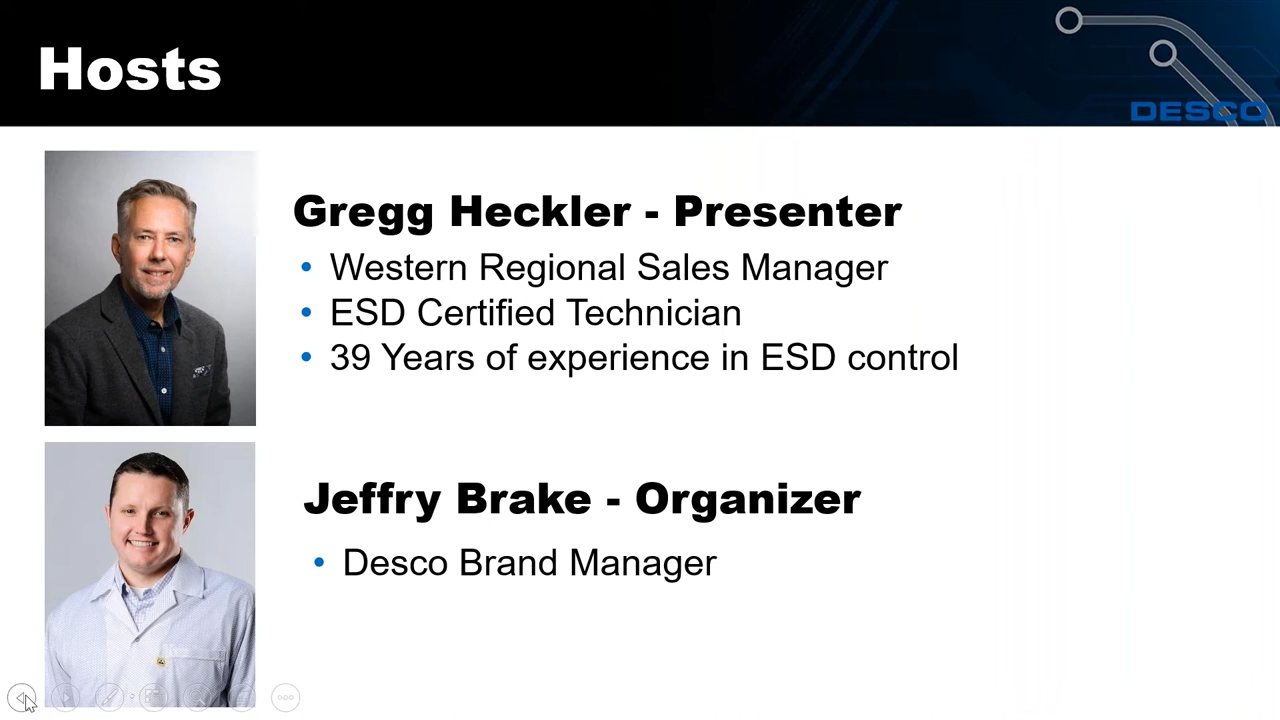 Hosts
DESCO
Gregg Heckler - Presenter
• Western Regional Sales Manager
• ESD Certified Technician
• 39 Years of experience in ESD control
Jeffry Brake - Organizer
• Desco Brand Manager